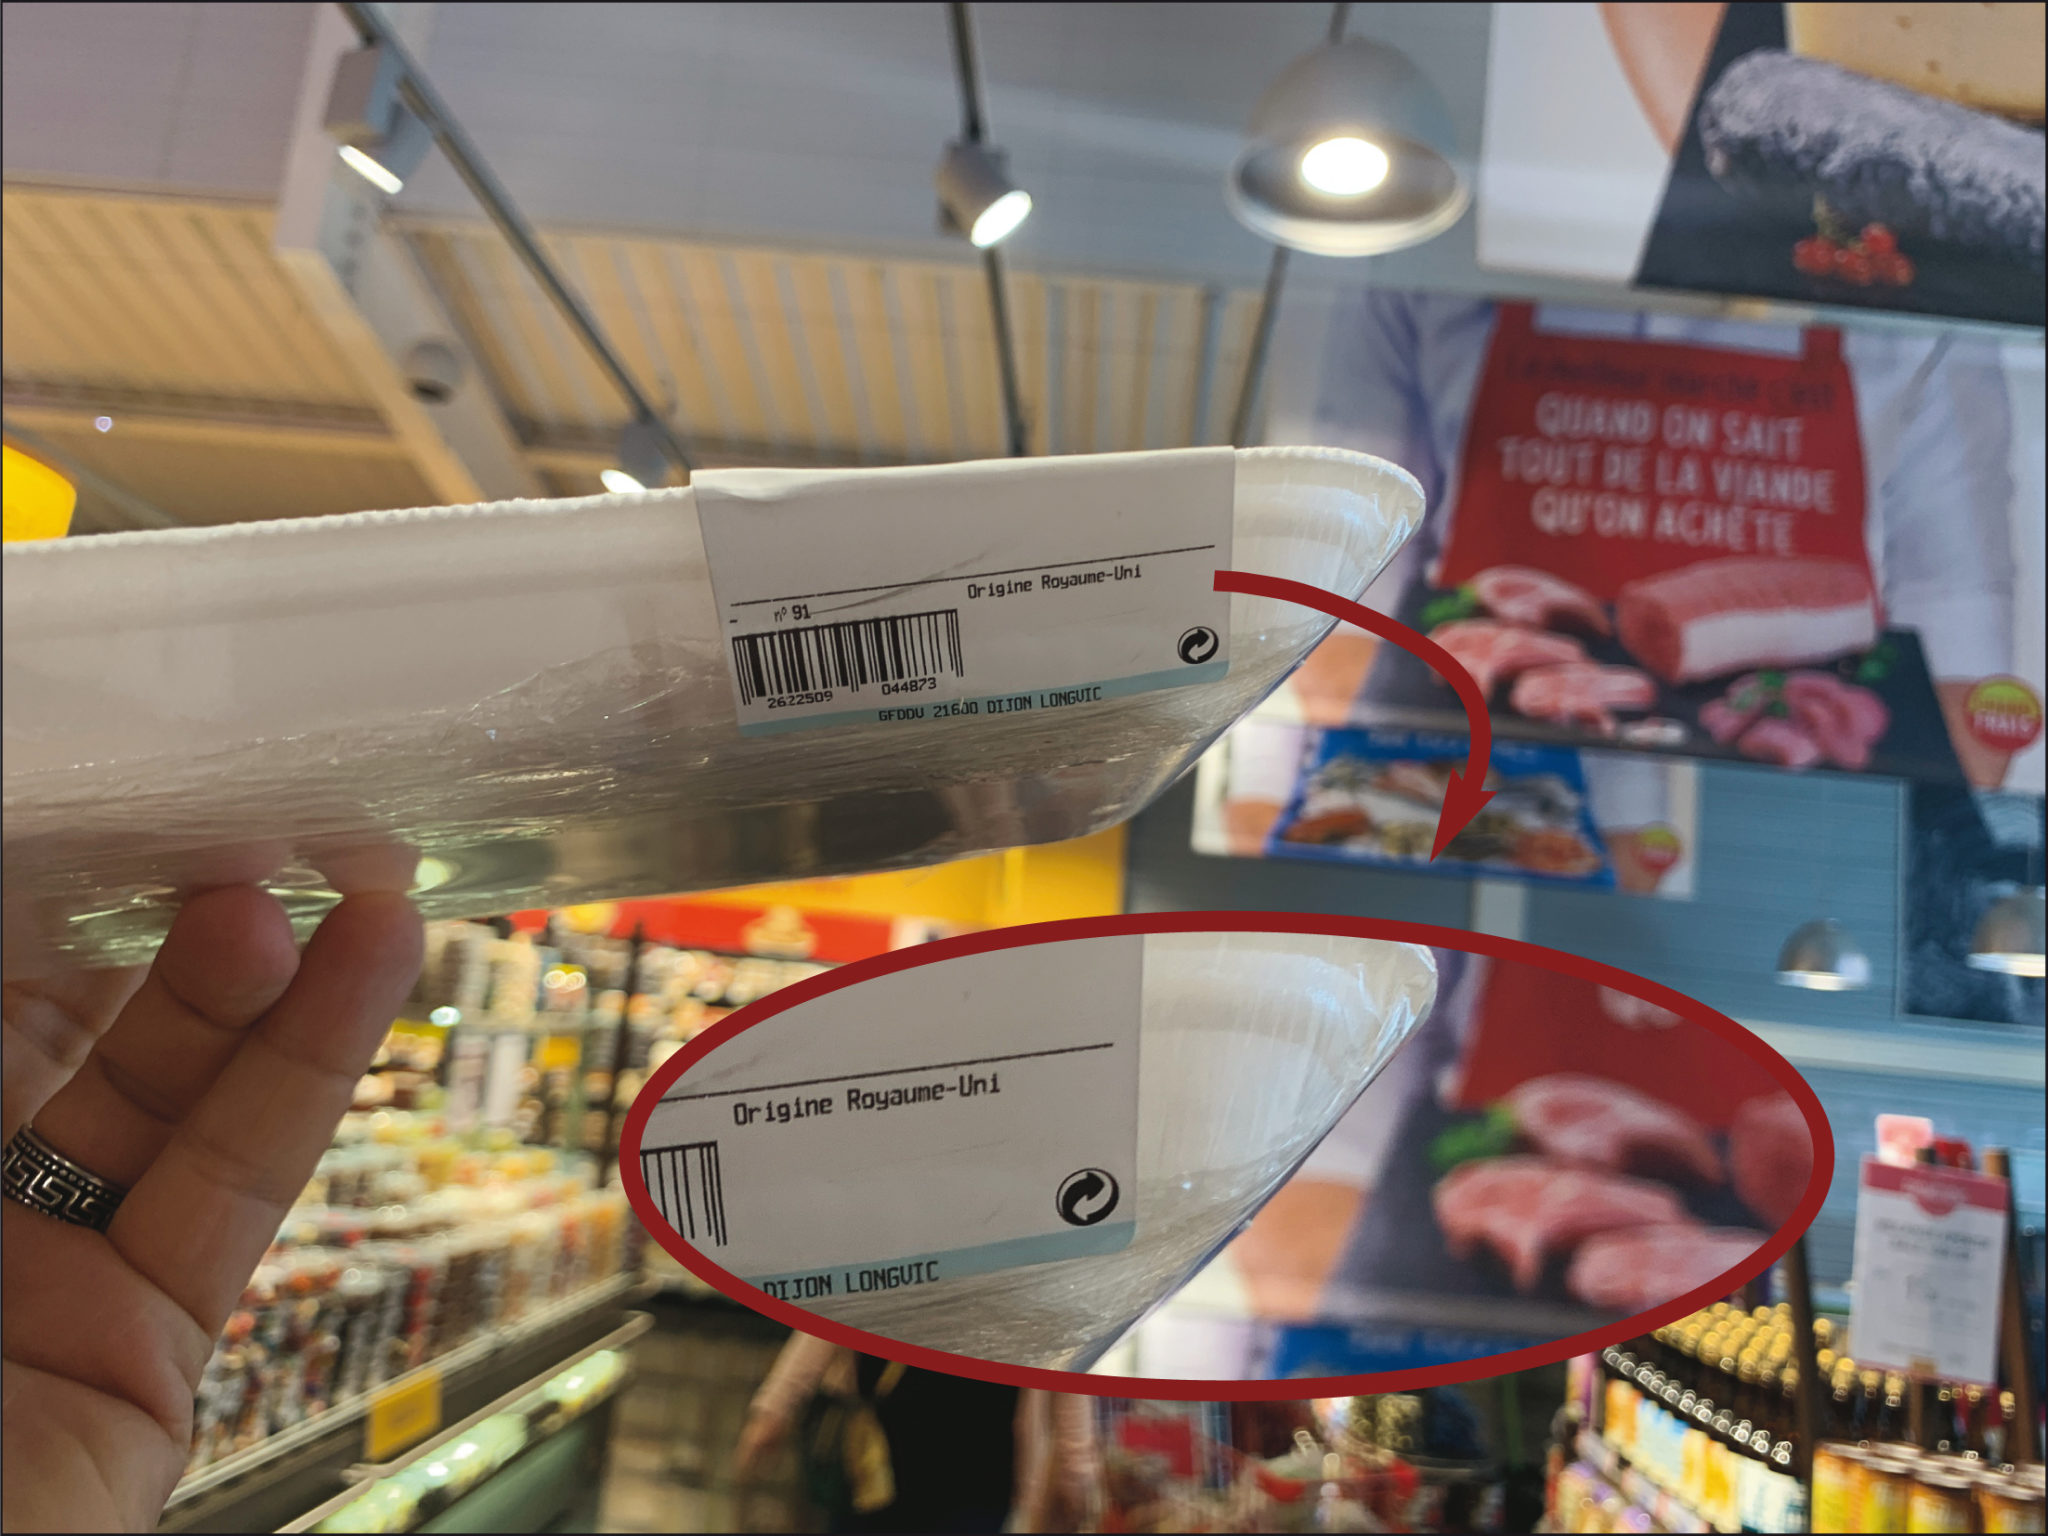 QUAND ON SAIT
TOUT DE LA VIANDE
QU'ON ACHÈTE
Origine Royaume-Uni
- n° 91
2622509 044873
GFDDV 21600 DIJON LONGVIC
FRAIS
Origine Royaume-Uni
DIJON LONGVIC